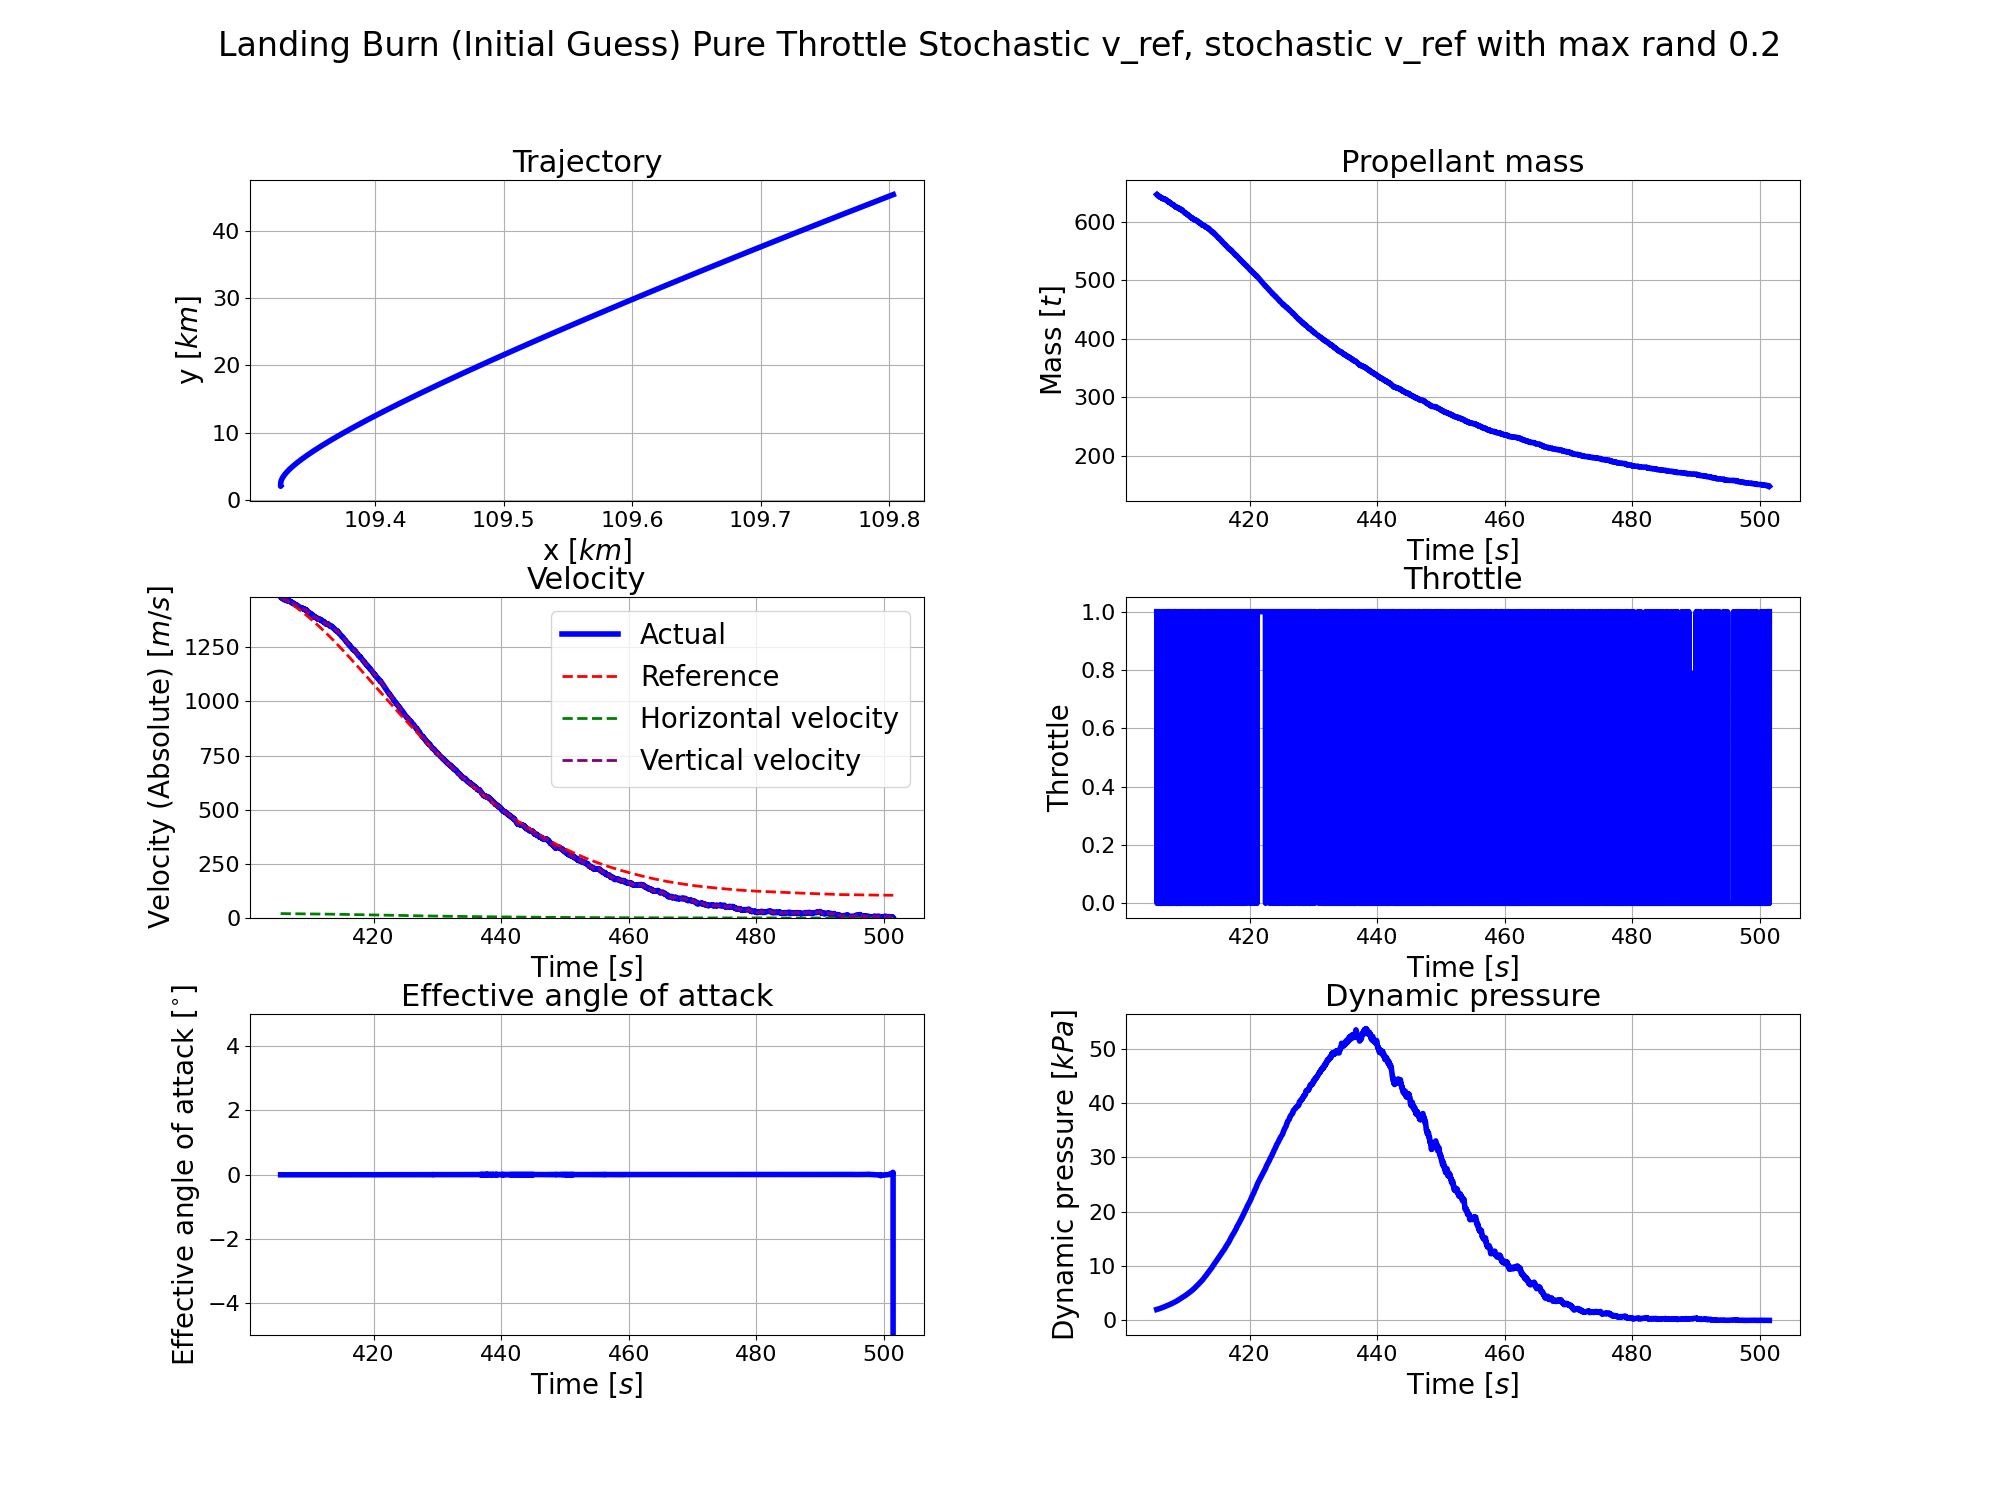 Landing Burn (Initial Guess) Pure Throttle Stochastic v_ref, stochastic v_ref with max rand 0.2
Trajectory
y [km]
40
30
20
10
0
109.4 109.5 109.6 109.7 109.8
x [km]
Propellant mass
Mass [t]
600
500
400
300
200
420 440 460 480 500
Time [s]
Velocity
Velocity (Absolute) [m/s]
1250
1000
750
500
250
0
Actual
Reference
Horizontal velocity
Vertical velocity
420 440 460 480 500
Time [s]
Throttle
Throttle
1.0
0.8
0.6
0.4
0.2
0.0
420 440 460 480 500
Time [s]
Effective angle of attack
Effective angle of attack [°]
4
2
0
−2
−4
420 440 460 480 500
Time [s]
Dynamic pressure
Dynamic pressure [kPa]
50
40
30
20
10
0
420 440 460 480 500
Time [s]